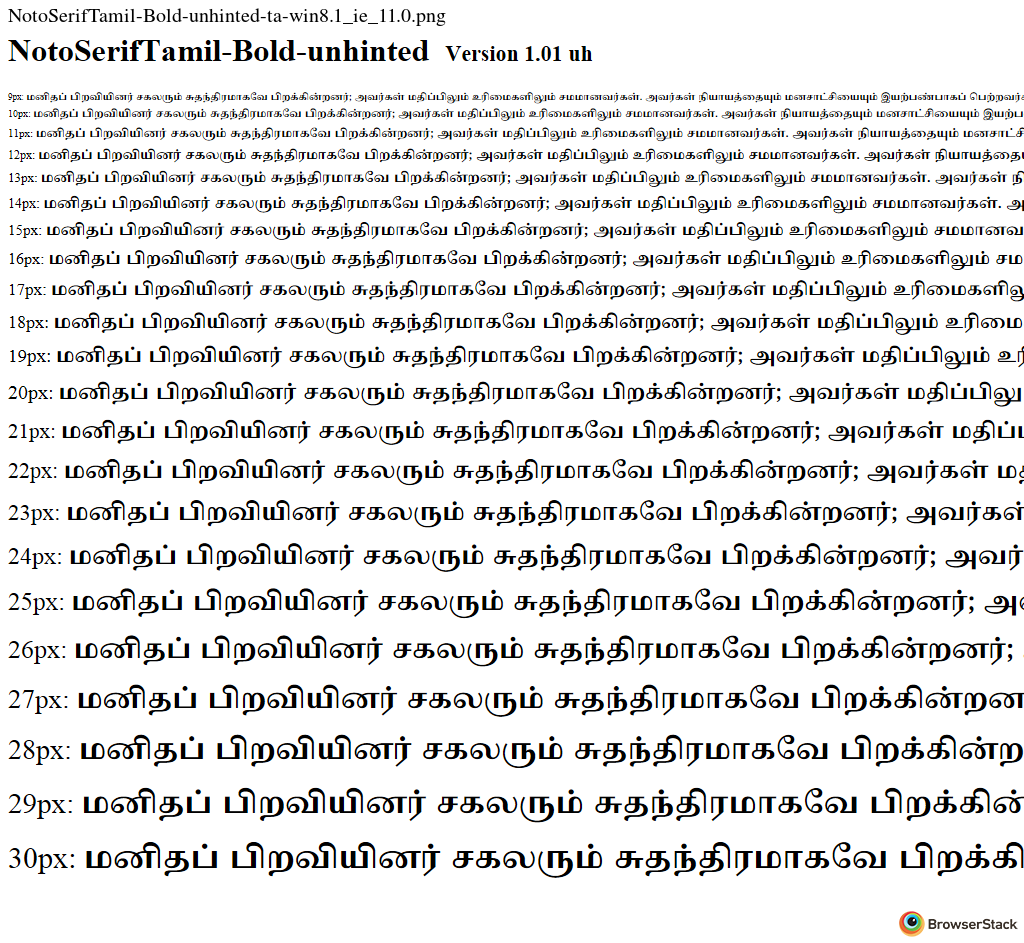 NotoSerifTamil-Bold-unhinted-ta-win8.1_ie_11.0.png
NotoSerifTamil-Bold-unhinted Version 1.01 uh
9px: மனிதப் பிறவியினர் சகலரும் சுதந்திரமாகவே பிறக்கின்றனர்; அவர்கள் மதிப்பிலும் உரிமைகளிலும் சமமானவர்கள். அவர்கள் நியாயத்தையும் மனசாட்சியையும் இயற்பண்பாகப்
10px: மனிதப் பிறவியினர் சகலரும் சுதந்திரமாகவே பிறக்கின்றனர்; அவர்கள் மதிப்பிலும் உரிமைகளிலும் சமமானவர்கள். அவர்கள் நியாயத்தையும் மனசாட்சியையும்
11px: மனிதப் பிறவியினர் சகலரும் சுதந்திரமாகவே பிறக்கின்றனர்; அவர்கள் மதிப்பிலும் உரிமைகளிலும் சமமானவர்கள். அவர்கள் நியாயத்தையும்
12px: மனிதப் பிறவியினர் சகலரும் சுதந்திரமாகவே பிறக்கின்றனர்; அவர்கள் மதிப்பிலும் உரிமைகளிலும் சமமானவர்கள். அவர்கள்
13px: மனிதப் பிறவியினர் சகலரும் சுதந்திரமாகவே பிறக்கின்றனர்; அவர்கள் மதிப்பிலும் உரிமைகளிலும் சமமானவர்கள். அவர்கள்
14px: மனிதப் பிறவியினர் சகலரும் சுதந்திரமாகவே பிறக்கின்றனர்; அவர்கள் மதிப்பிலும் உரிமைகளிலும் சமமானவர்கள்.
15px: மனிதப் பிறவியினர் சகலரும் சுதந்திரமாகவே பிறக்கின்றனர்; அவர்கள் மதிப்பிலும் உரிமைகளிலும்
16px: மனிதப் பிறவியினர் சகலரும் சுதந்திரமாகவே பிறக்கின்றனர்; அவர்கள் மதிப்பிலும் உரிமைகளிலும்
17px: மனிதப் பிறவியினர் சகலரும் சுதந்திரமாகவே பிறக்கின்றனர்; அவர்கள் மதிப்பிலும்
18px: மனிதப் பிறவியினர் சகலரும் சுதந்திரமாகவே பிறக்கின்றனர்; அவர்கள் மதிப்பிலும்
19px: மனிதப் பிறவியினர் சகலரும் சுதந்திரமாகவே பிறக்கின்றனர்; அவர்கள் மதிப்பிலும்
20px: மனிதப் பிறவியினர் சகலரும் சுதந்திரமாகவே பிறக்கின்றனர்; அவர்கள்
21px: மனிதப் பிறவியினர் சகலரும் சுதந்திரமாகவே பிறக்கின்றனர்; அவர்கள்
22px: மனிதப் பிறவியினர் சகலரும் சுதந்திரமாகவே பிறக்கின்றனர்; அவர்கள்
23px: மனிதப் பிறவியினர் சகலரும் சுதந்திரமாகவே பிறக்கின்றனர்; அவர்கள்
24px: மனிதப் பிறவியினர் சகலரும் சுதந்திரமாகவே பிறக்கின்றனர்;
25px: மனிதப் பிறவியினர் சகலரும் சுதந்திரமாகவே பிறக்கின்றனர்;
26px: மனிதப் பிறவியினர் சகலரும் சுதந்திரமாகவே பிறக்கின்றனர்;
27px: மனிதப் பிறவியினர் சகலரும் சுதந்திரமாகவே
28px: மனிதப் பிறவியினர் சகலரும் சுதந்திரமாகவே
29px: மனிதப் பிறவியினர் சகலரும் சுதந்திரமாகவே
30px: மனிதப் பிறவியினர் சகலரும் சுதந்திரமாகவே
BrowserStack